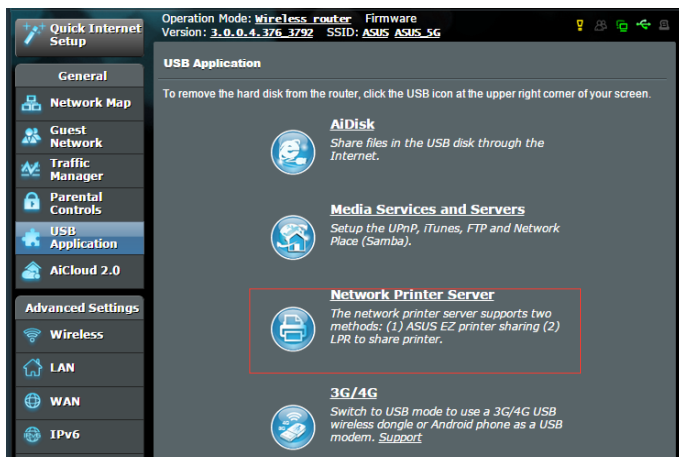 Quick Internet
Setup
Operation Mode: Wireless router Firmware
Version: 3.0.0.4.376_3792 SSID: ASUS ASUS_5G
General
Network Map
Guest
Network
Traffic
Manager
Parental
Controls
USB
Application
AiCloud 2.0
Advanced Settings
Wireless
LAN
WAN
IPv6
USB Application
To remove the hard disk from the router, click the USB icon at the upper right corner of your screen.
AiDisk
Share files in the USB disk through the
Internet.
Media Services and Servers
Setup the UPnP, iTunes, FTP and Network
Place (Samba).
Network Printer Server
The network printer server supports two
methods: (1) ASUS EZ printer sharing (2)
LPR to share printer.
3G/4G
Switch to USB mode to use a 3G/4G USB
wireless dongle or Android phone as a USB
modem. Support